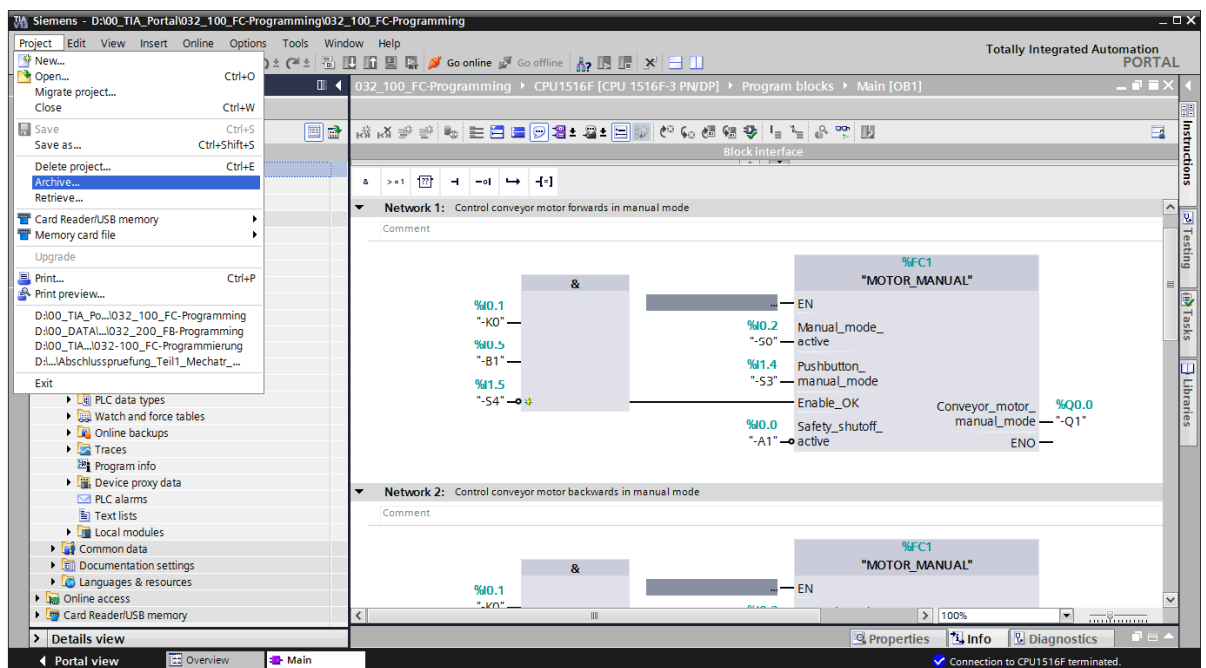 Siemens - D:\00_TIA_Portal\032_100_FC-Programming\032_100_FC-Programming
Project Edit View Insert Online Options Tools Window Help
Totally Integrated Automation
PORTAL
Go online Go offline
New...
Open... Ctrl+O
Migrate project...
Close Ctrl+W
Save Ctrl+S
Save as... Ctrl+Shift+S
Delete project... Ctrl+E
Archive...
Retrieve...
Card Reader/USB memory
Memory card file
Upgrade
Print... Ctrl+P
Print preview...
D:\00_TIA_Po...\032_100_FC-Programming
D:\00_DATA\...\032_200_FB-Programming
D:\00_TIA...\032-100_FC-Programmierung
D:\...\Abschlusspruefung_Teil1_Mechatr_...
Exit
PLC data types
Watch and force tables
Online backups
Traces
Program info
Device proxy data
PLC alarms
Text lists
Local modules
Common data
Documentation settings
Languages & resources
Online access
Card Reader/USB memory
Details view
032_100_FC-Programming CPU1516F [CPU 1516F-3 PN/DP] Program blocks Main [OB1]
Block interface
& >=1 ??
Network 1: Control conveyor motor forwards in manual mode
Comment
%FC1
"MOTOR_MANUAL"
&
... EN
%I0.1
"-K0"
%I0.2
"-S0"
Manual_mode_
active
%I0.5
"-B1"
%I1.4
"-S3"
Pushbutton_
manual_mode
%I1.5
"-S4"
Enable_OK
%I0.0
"-A1"
Safety_shutoff_
active
Conveyor_motor_
manual_mode
%Q0.0
"-Q1"
ENO
Network 2: Control conveyor motor backwards in manual mode
Comment
%FC1
"MOTOR_MANUAL"
&
... EN
%I0.1
"-K0"
100%
Properties Info Diagnostics
Instructions
Testing
Tasks
Libraries
Portal view Overview Main
Connection to CPU1516F terminated.